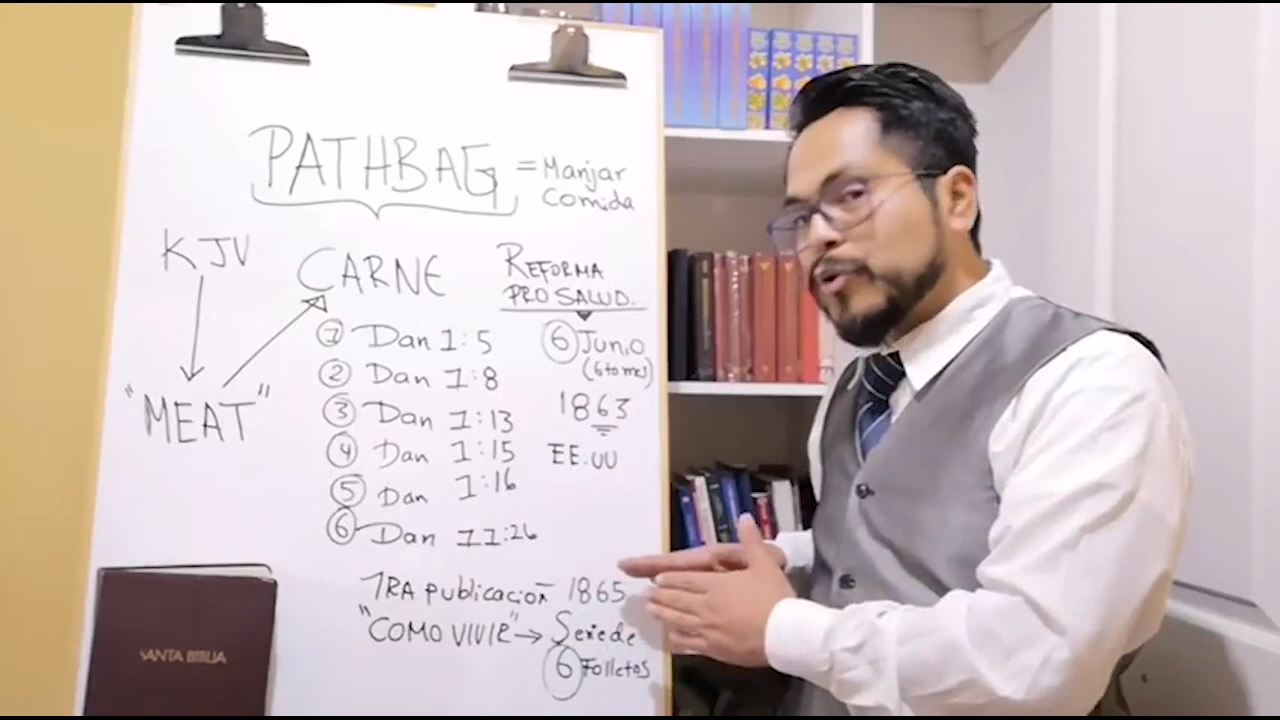 PATHBAG = Manjar
Comida
KJV
"MEAT"
CARNE
① Dan 1:5
② Dan 1:8
③ Dan 1:13
④ Dan 1:15
⑤ Dan 1:16
⑥ Dan 11:26
REFORMA
PRO SALUD.
⑥ Junio
(6 tomos)
1863
EE.UU
1RA publicación 1865
"COMO VIVIR" → Serie de
⑥ Folletos
SANTA BIBLIA